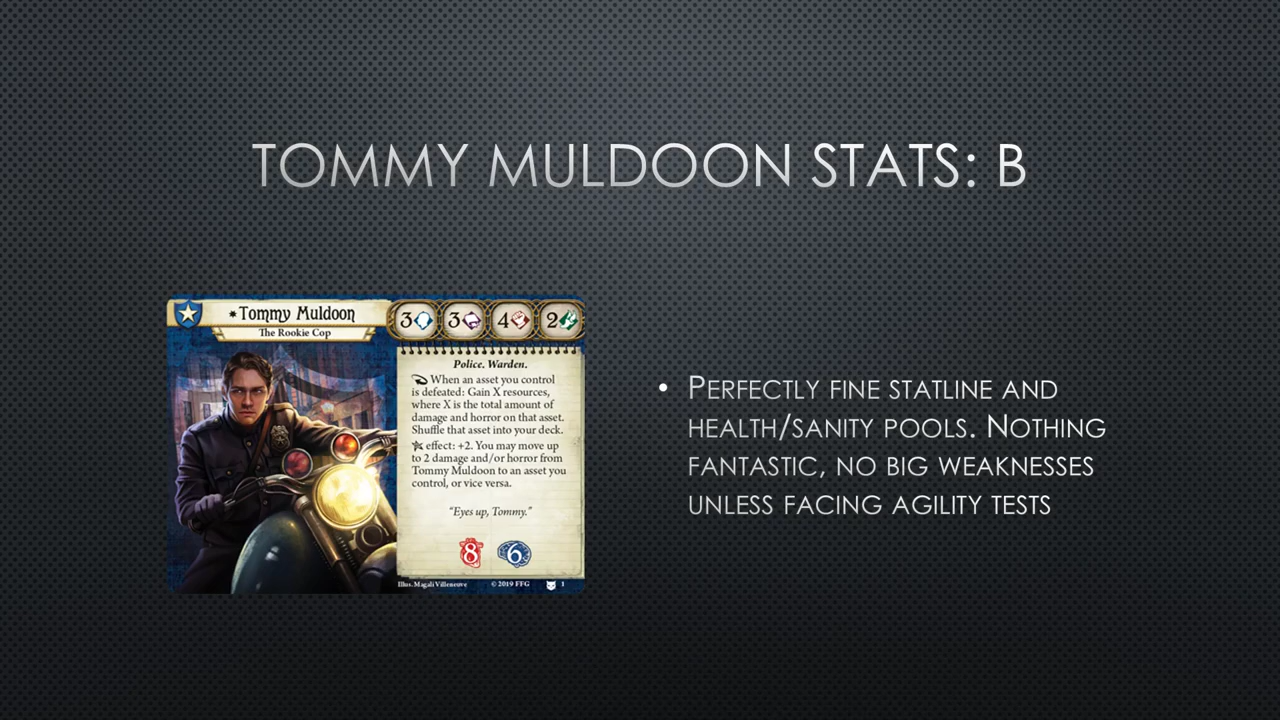 TOMMY MULDOON STATS: B
Tommy Muldoon
The Rookie Cop
3 3 4 2
Police. Warden.
When an asset you control
is defeated: Gain X resources,
where X is the total amount of
damage and horror on that asset.
Shuffle that asset into your deck.
effect: +2. You may move up
to 2 damage and/or horror from
Tommy Muldoon to an asset you
control, or vice versa.
“Eyes up, Tommy.”
8 6
Illus. Magali Villeneuve © 2019 FFG 1
• PERFECTLY FINE STATLINE AND
HEALTH/SANITY POOLS. NOTHING
FANTASTIC, NO BIG WEAKNESSES
UNLESS FACING AGILITY TESTS